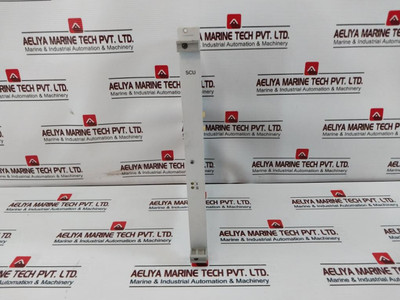 AELIYA MARINE TECH PVT. LTD.
Marine & Industrial Automation & Machinery
SCU